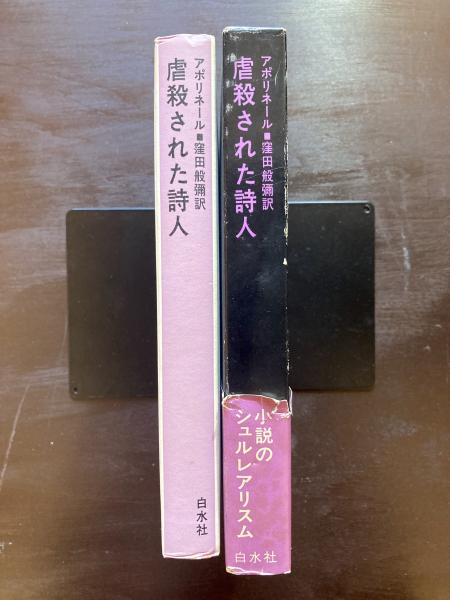 アポリネール■窪田般彌訳
虐殺された詩人
白水社
アポリネール■窪田般彌訳
虐殺された詩人
小説の
シュルレアリスム
白水社